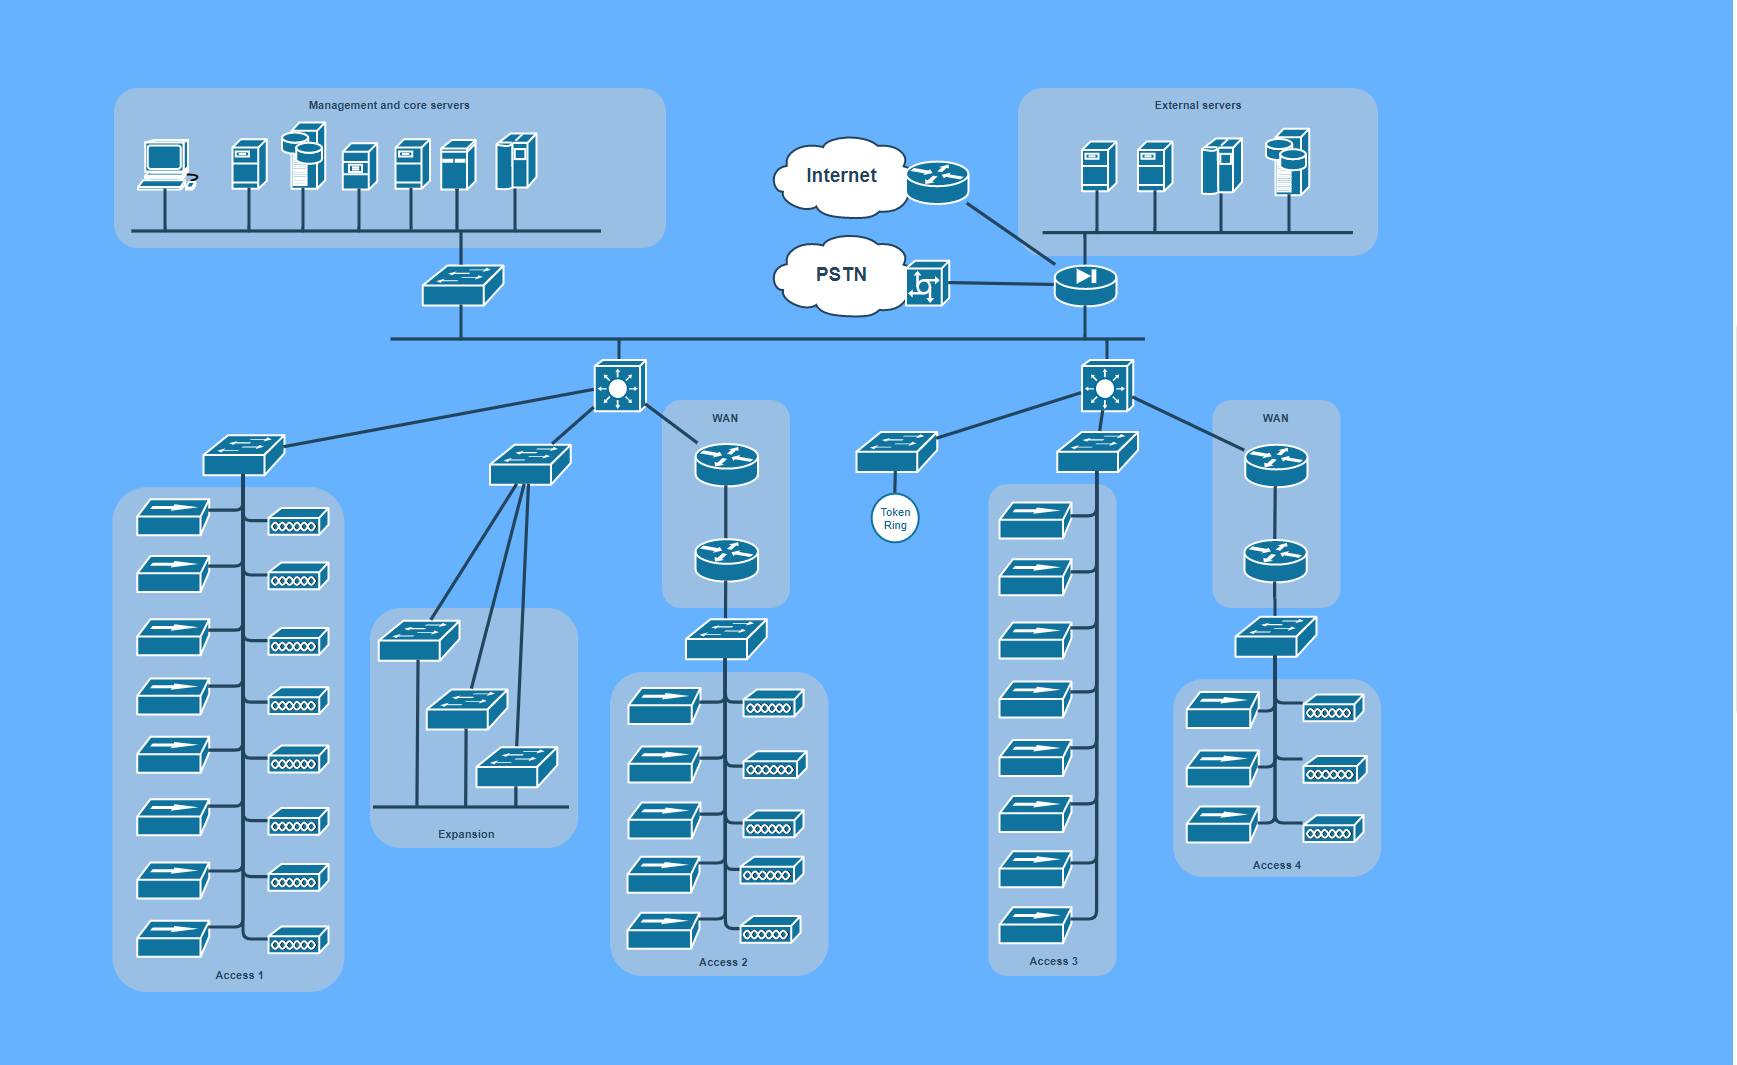 Management and core servers
External servers
Internet
PSTN
WAN
WAN
Token
Ring
Expansion
Access 4
Access 2
Access 3
Access 1